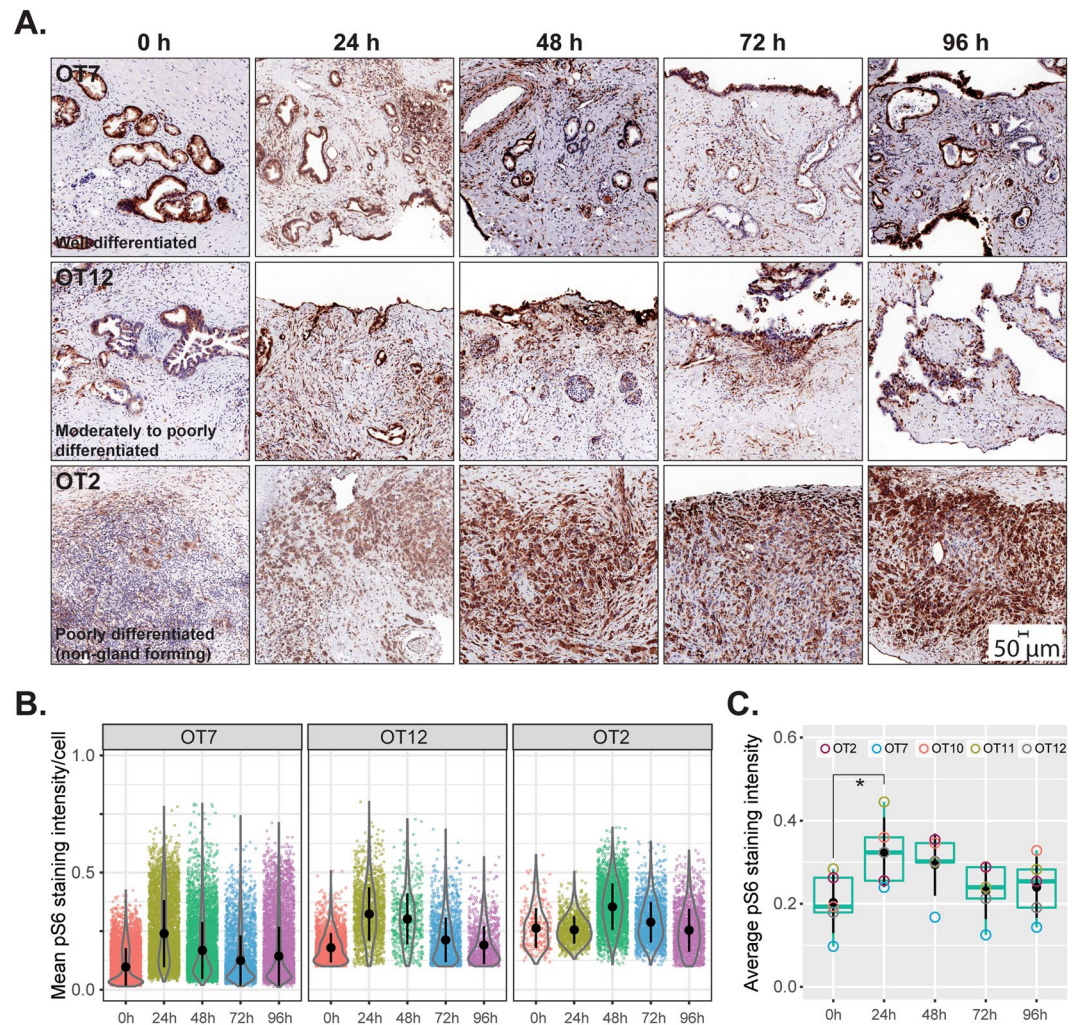 A.
0 h 24 h 48 h 72 h 96 h
OT7
Well differentiated
OT12
Moderately to poorly
differentiated
OT2
Poorly differentiated
(non-gland forming)
50 µm
B.
OT7 OT12 OT2
Mean pS6 staining intensity/cell
1.0
0.5
0.0
0h 24h 48h 72h 96h 0h 24h 48h 72h 96h 0h 24h 48h 72h 96h
C.
Average pS6 staining intensity
0.6
0.4
0.2
0.0
OT2 OT7 OT10 OT11 OT12
*
0h 24h 48h 72h 96h